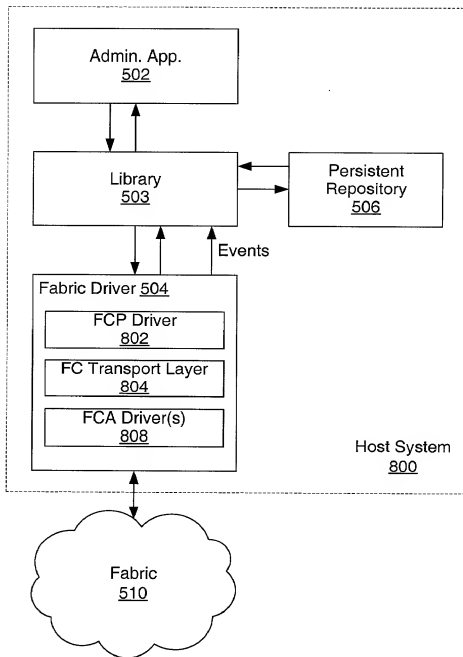 Admin. App.
502
Library
503
Persistent
Repository
506
Events
Fabric Driver 504
FCP Driver
802
FC Transport Layer
804
FCA Driver(s)
808
Host System
800
Fabric
510